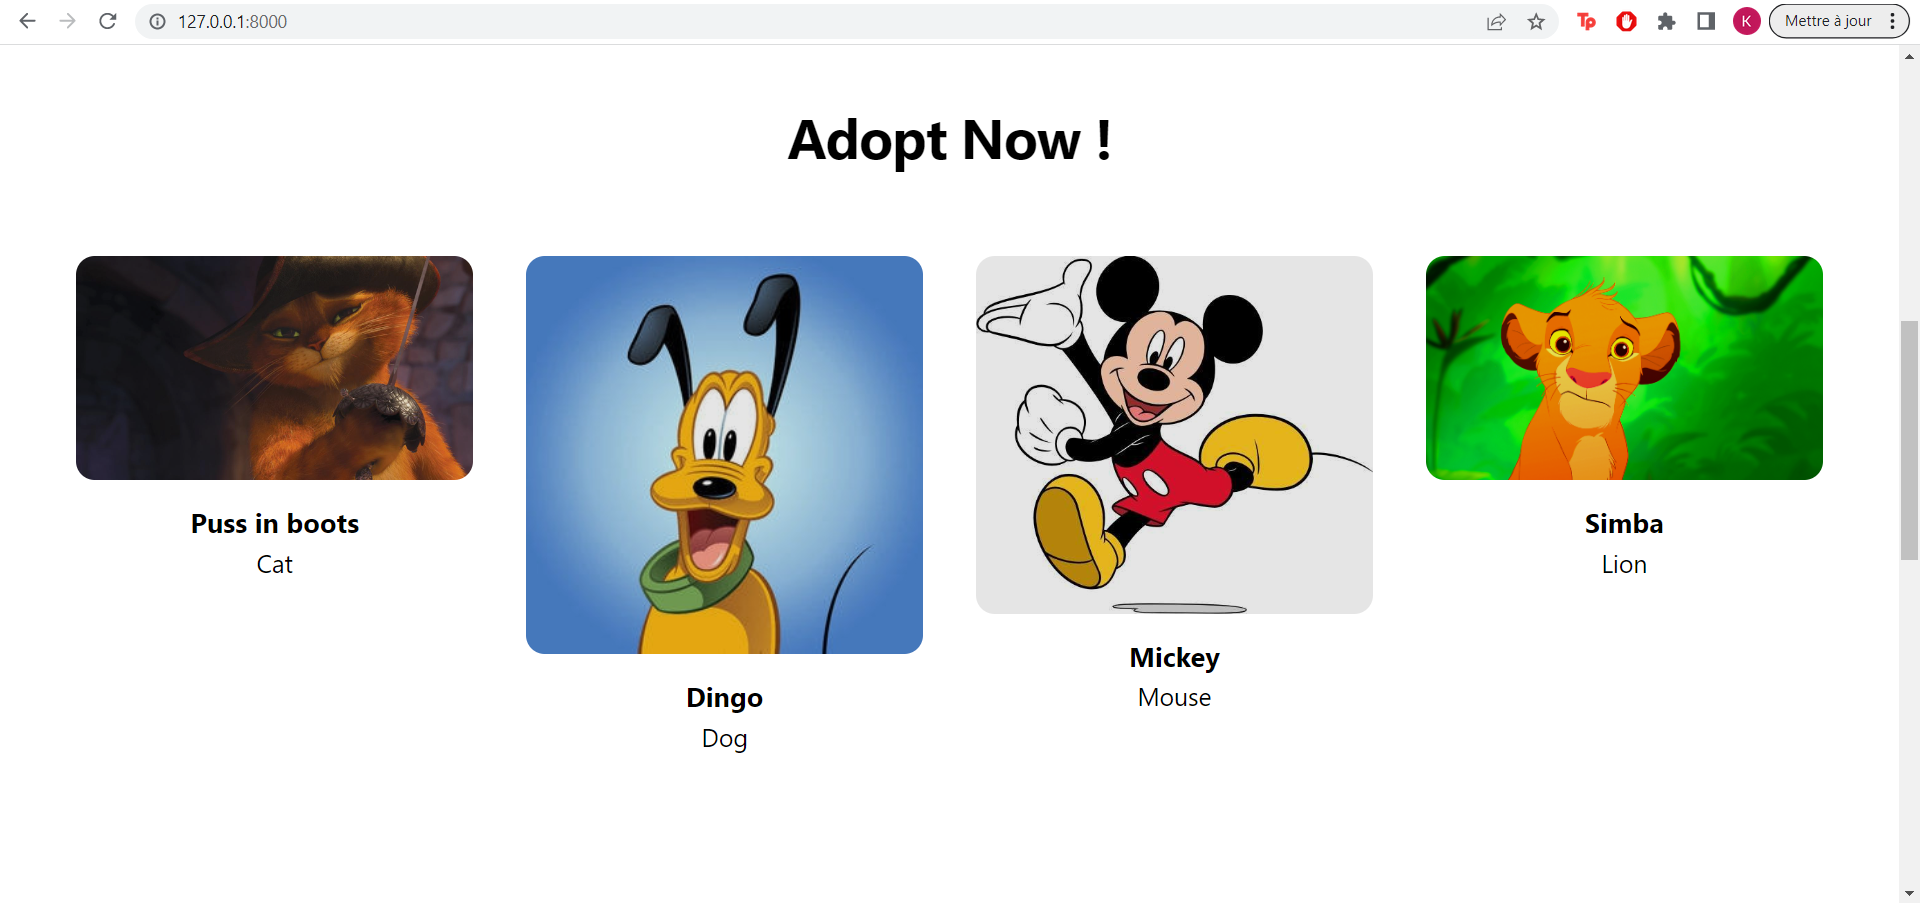 127.0.0.1:8000
Tp
K
Mettre à jour
Adopt Now !
Puss in boots
Cat
Dingo
Dog
Mickey
Mouse
Simba
Lion